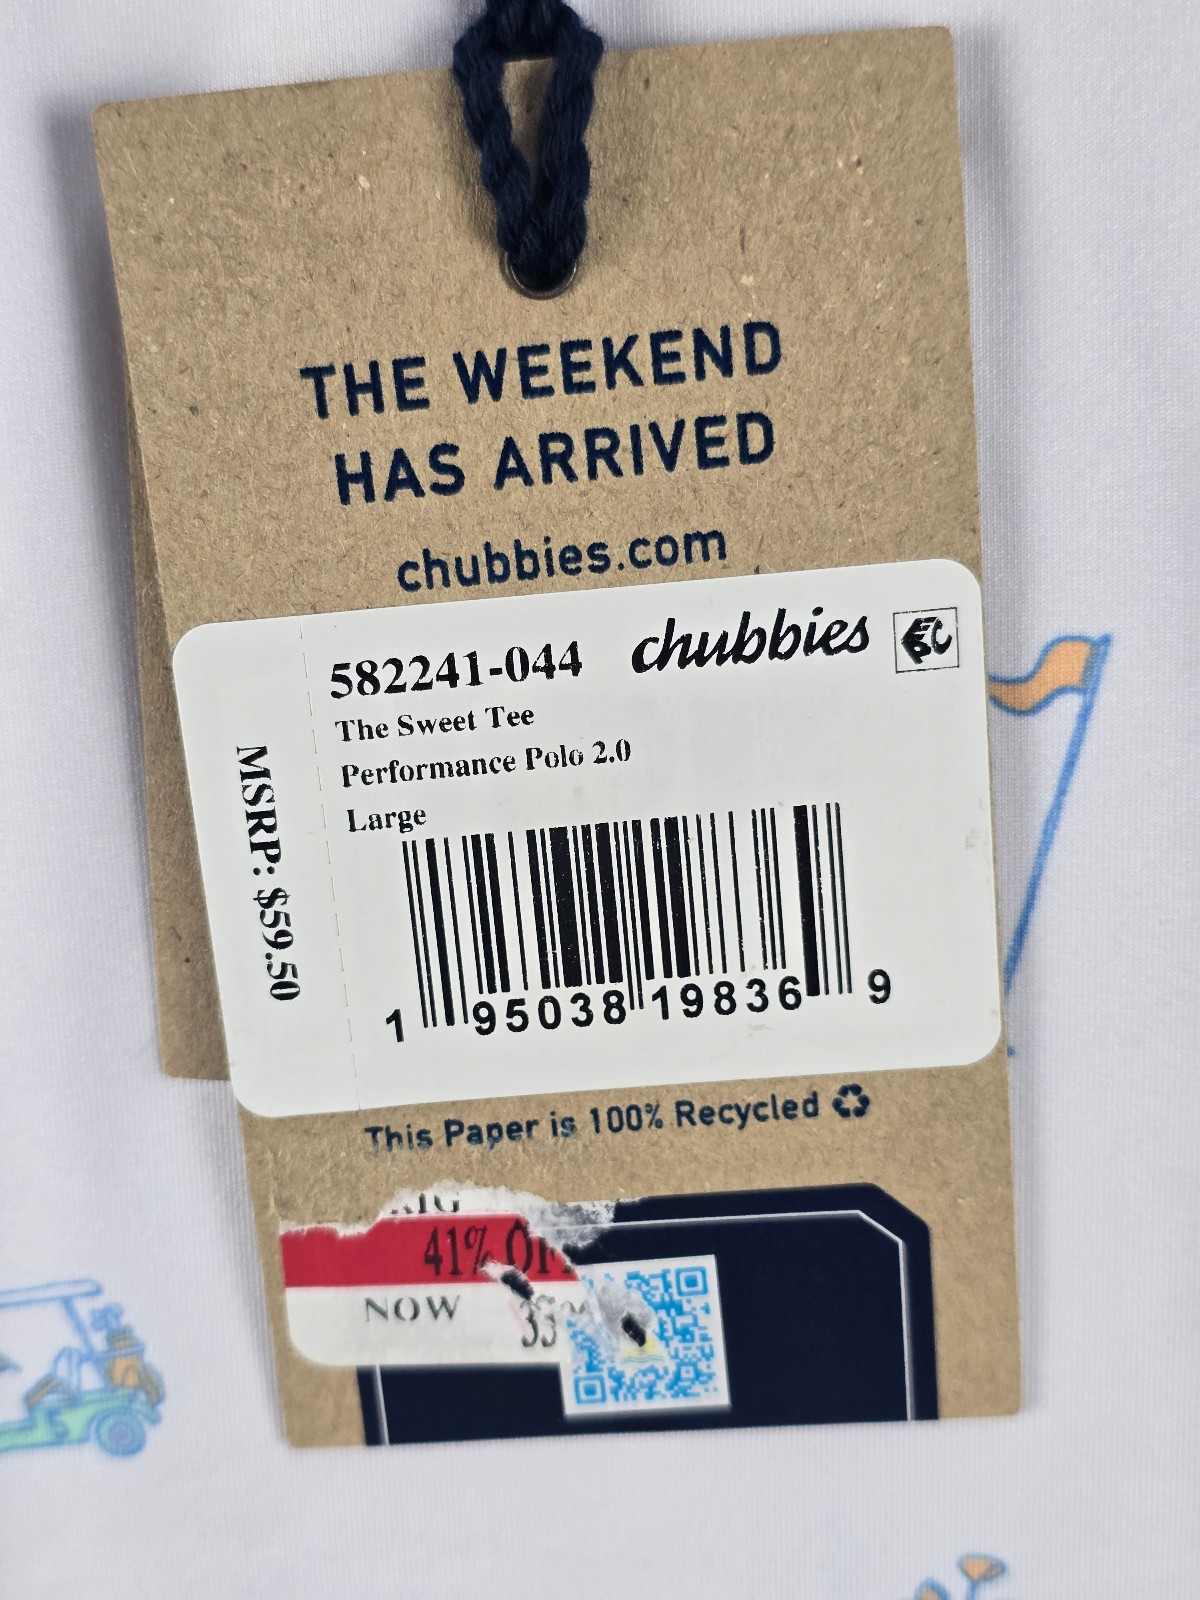 THE WEEKEND
HAS ARRIVED
chubbies.com
582241-044 chubbies
The Sweet Tee
Performance Polo 2.0
Large
MSRP: $59.50
1 95038 19836 9
This Paper is 100% Recycled
41% OFF
NOW